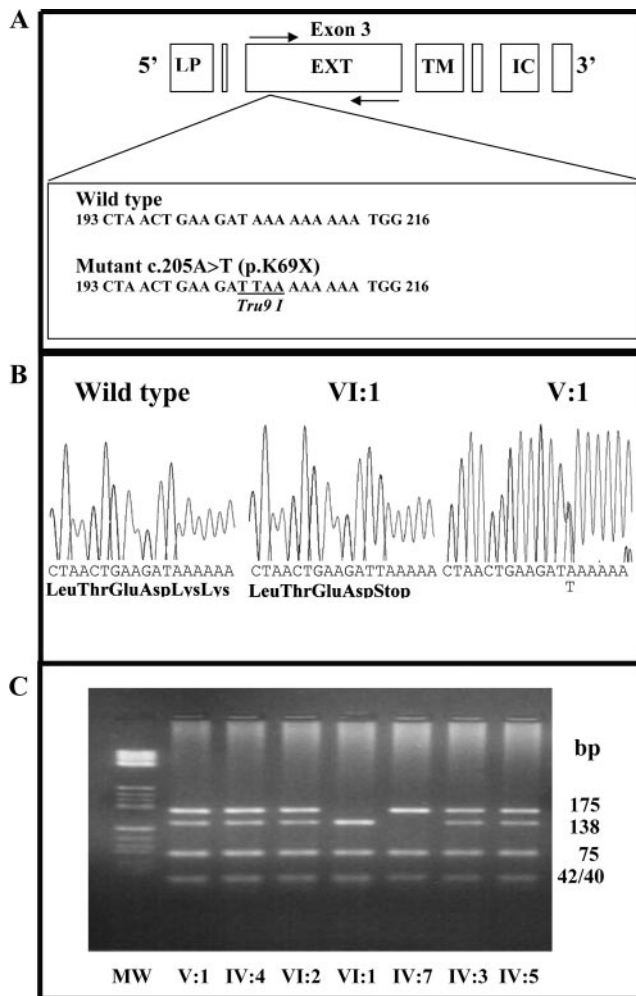 A
Exon 3
5’ LP EXT TM IC 3’
Wild type
193 CTA ACT GAA GAT AAA AAA AAA TGG 216
Mutant c.205A>T (p.K69X)
193 CTA ACT GAA GAT TAA AAA AAA TGG 216
Tru9 I
B
Wild type VI:1 V:1
CTAACTGAAGATAAAAAA CTAACTGAAGATTAAAAA CTAACTGAAGATAAAAAA
T
LeuThrGluAspLysLys LeuThrGluAspStop
C
bp
175
138
75
42/40
MW V:1 IV:4 VI:2 VI:1 IV:7 IV:3 IV:5